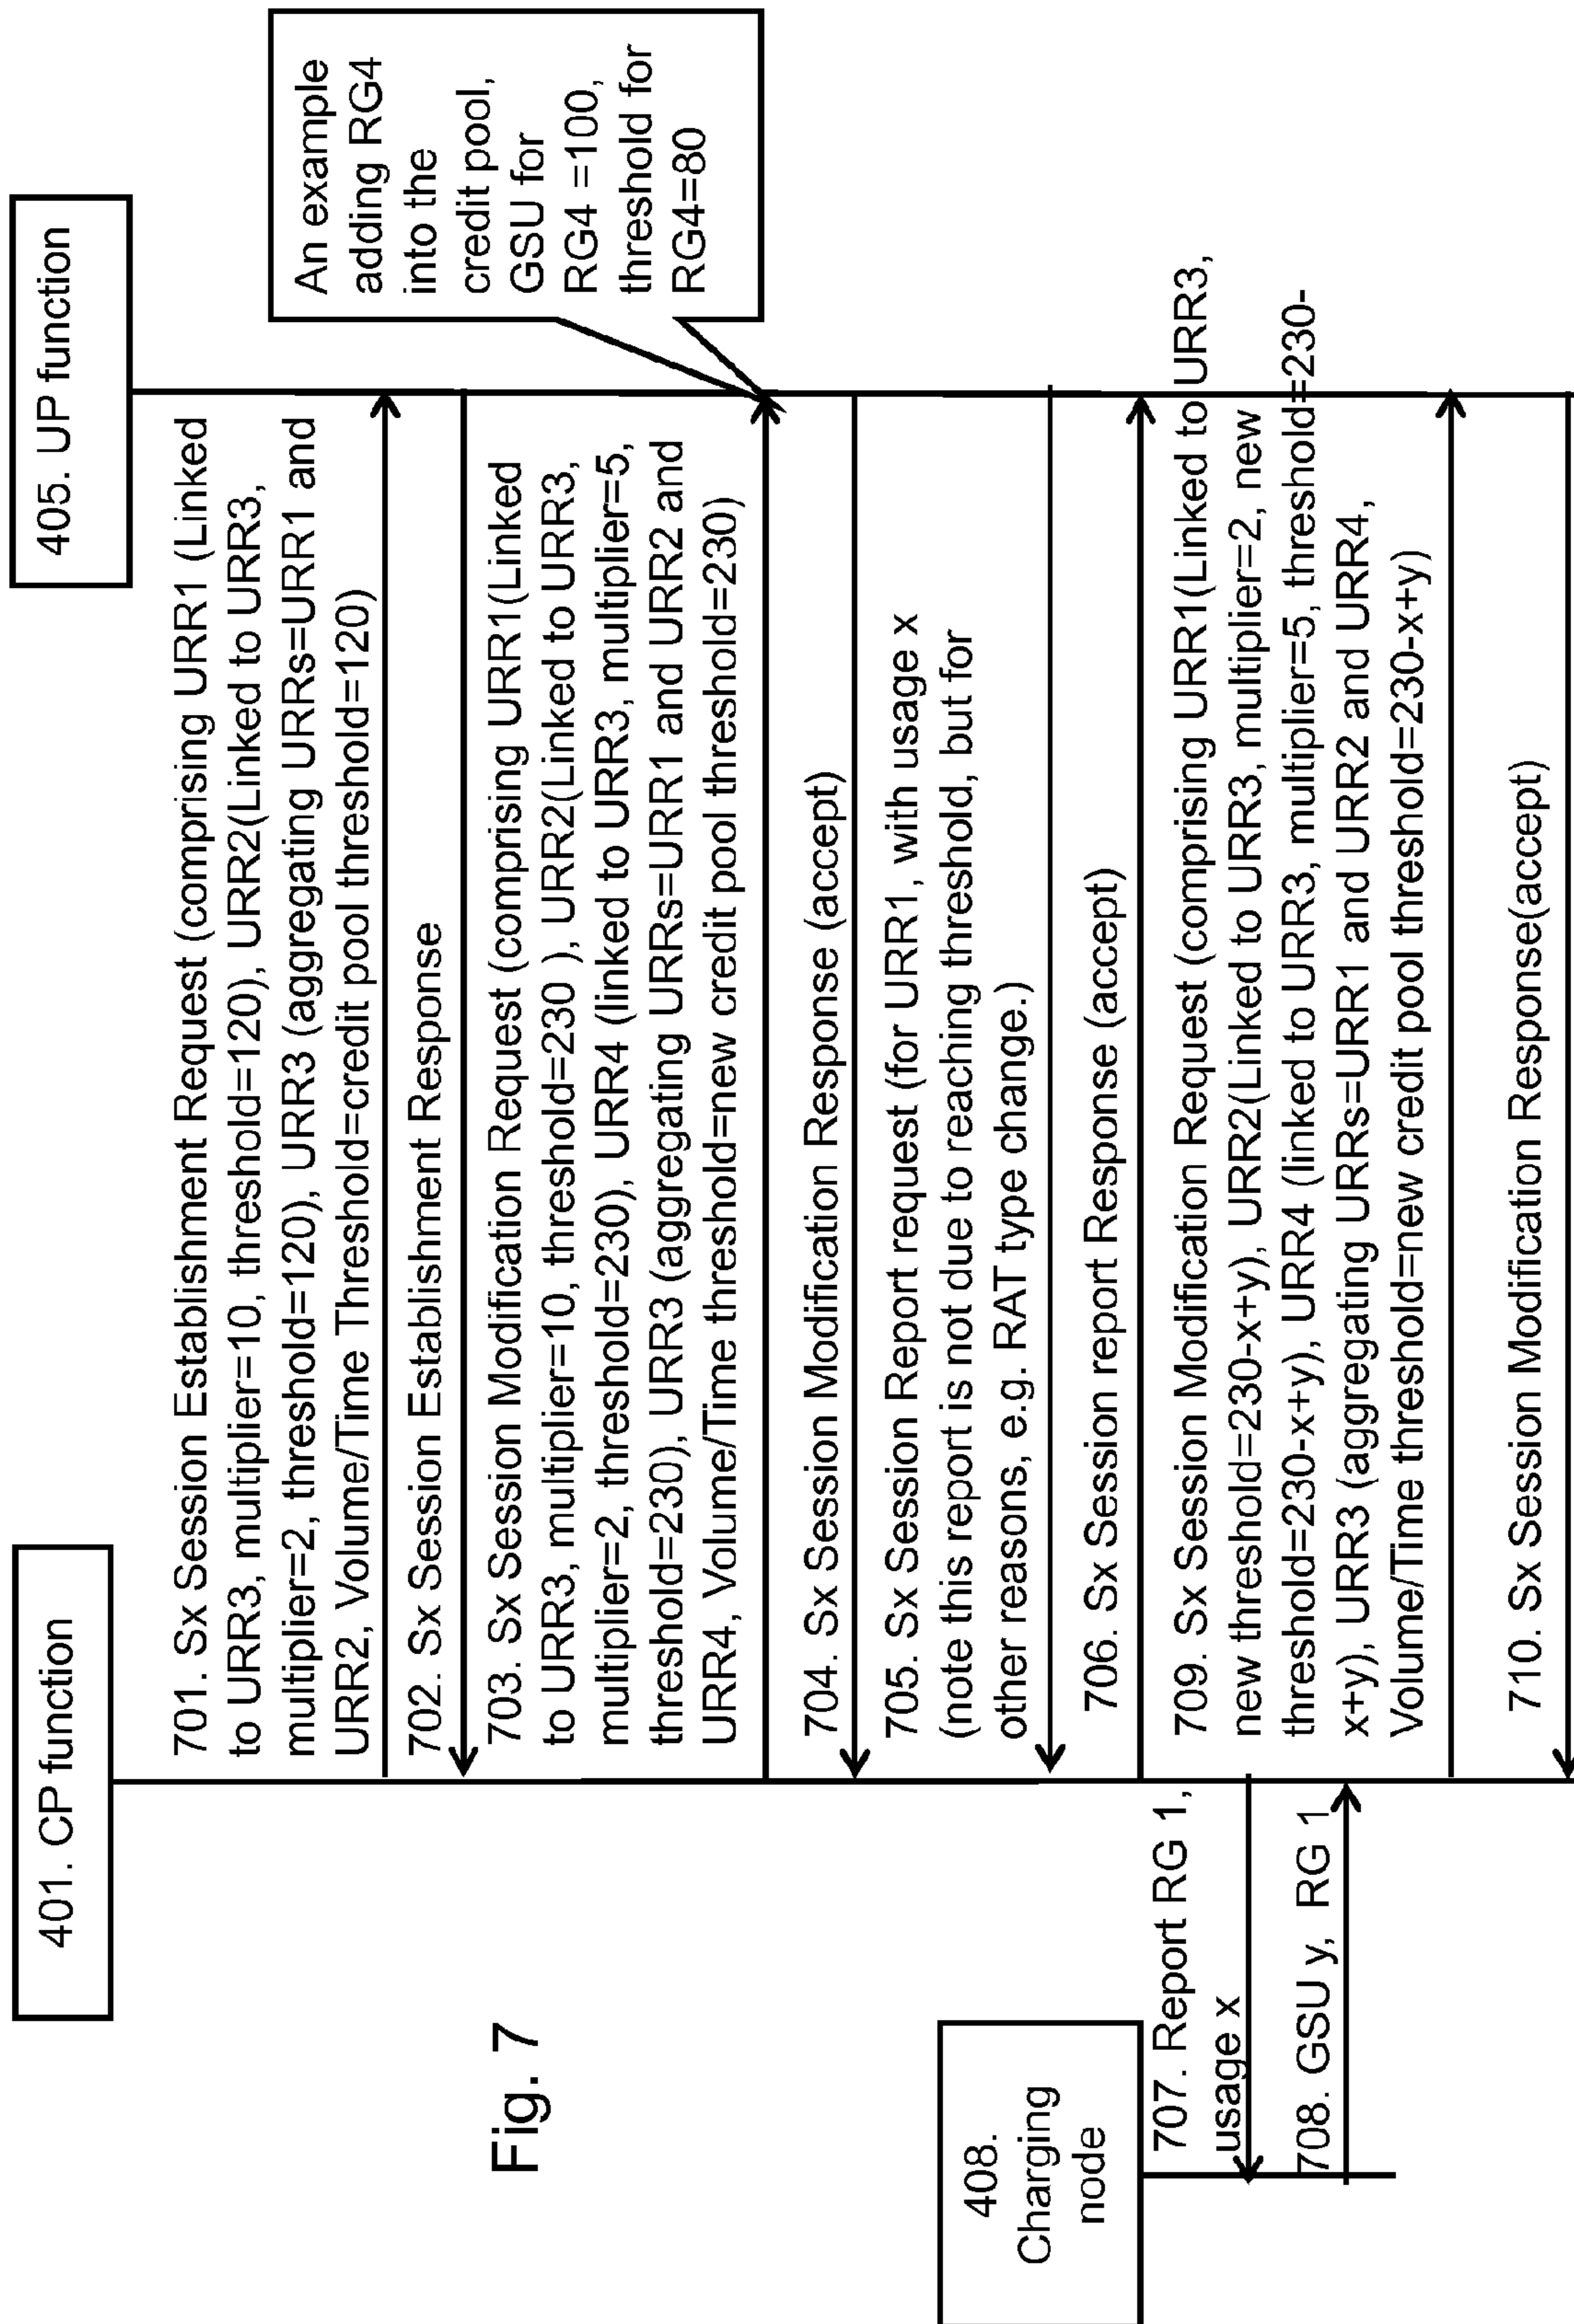 Fig. 7
401. CP function
405. UP function
408.
Charging
node
701. Sx Session Establishment Request (comprising URR1 (Linked
to URR3, multiplier=10, threshold=120), URR2(Linked to URR3,
multiplier=2, threshold=120), URR3 (aggregating URRs=URR1 and
URR2, Volume/Time Threshold=credit pool threshold=120)
702. Sx Session Establishment Response
703. Sx Session Modification Request (comprising URR1(Linked
to URR3, multiplier=10, threshold=230 ), URR2(Linked to URR3,
multiplier=2, threshold=230), URR4 (linked to URR3, multiplier=5,
threshold=230), URR3 (aggregating URRs=URR1 and URR2 and
URR4, Volume/Time threshold=new credit pool threshold=230)
An example
adding RG4
into the
credit pool,
GSU for
RG4 =100,
threshold for
RG4=80
704. Sx Session Modification Response (accept)
705. Sx Session Report request (for URR1, with usage x
(note this report is not due to reaching threshold, but for
other reasons, e.g. RAT type change.)
706. Sx Session report Response (accept)
707. Report RG 1,
usage x
708. GSU y, RG 1
709. Sx Session Modification Request (comprising URR1(Linked to URR3,
new threshold=230-x+y), URR2(Linked to URR3, multiplier=2, new
threshold=230-x+y), URR4 (linked to URR3, multiplier=5, threshold=230-
x+y), URR3 (aggregating URRs=URR1 and URR2 and URR4,
Volume/Time threshold=new credit pool threshold=230-x+y)
710. Sx Session Modification Response(accept)